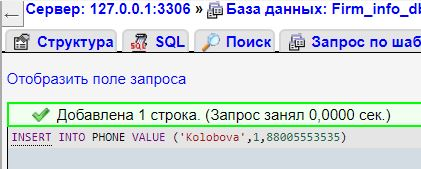 Сервер: 127.0.0.1:3306 » База данных: Firm_info_db
Структура SQL Поиск Запрос по шаб
Отобразить поле запроса
Добавлена 1 строка. (Запрос занял 0,0000 сек.)
INSERT INTO PHONE VALUE ('Kolobova',1,88005553535)